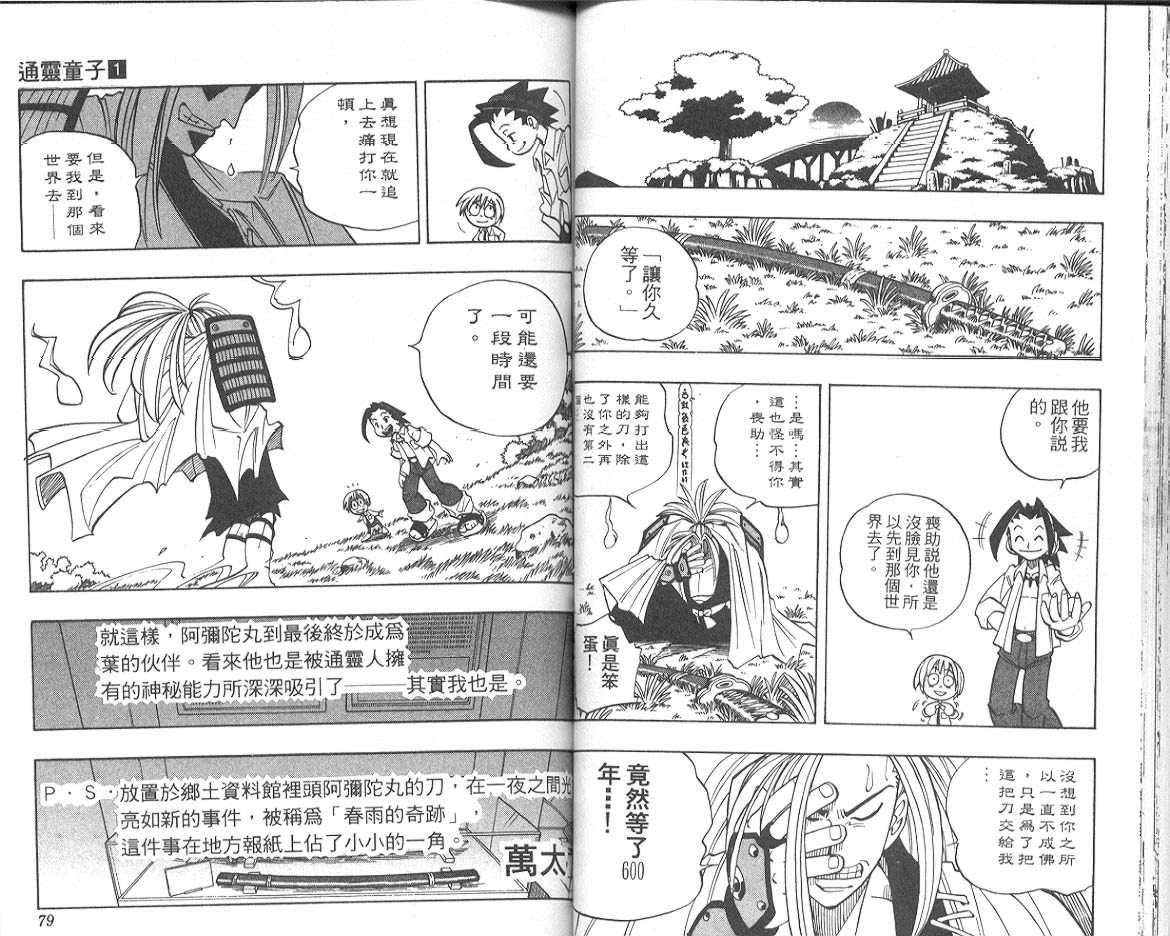 「讓你久
等了。」
他要我
跟你說
的。
喪助說他還是
沒臉見你，所
以先到那個世
界去了。
…是嗎…其實
這也怪不得你
，喪助…
能夠打出這
樣的刀，除
了你之外再
也沒有第二
真是笨
蛋！
沒想到你之所
以一直不成佛
，只是為了把
這把刀交給我
…
竟然等了
600
年……！
通靈童子1
真想現在就追
上去痛打你一
頓，
但是，看來
要我到那個
世界去——
可能還要
一段時間
了。
就這樣，阿彌陀丸到最後終於成為
葉的伙伴。看來他也是被通靈人擁
有的神秘能力所深深吸引了———其實我也是。
P．S．放置於鄉土資料館裡頭阿彌陀丸的刀，在一夜之間光
亮如新的事件，被稱為「春雨的奇跡」，
這件事在地方報紙上佔了小小的一角。
萬太
79